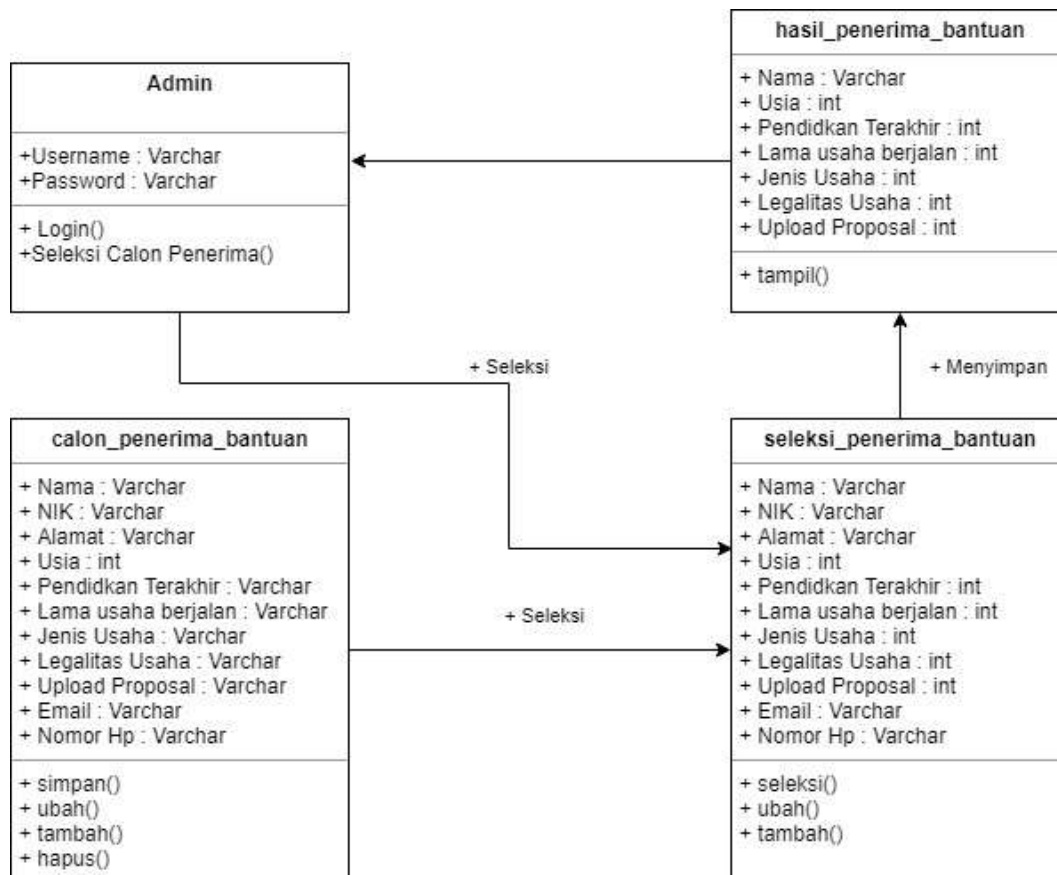 Admin
+Username : Varchar
+Password : Varchar
+ Login()
+Seleksi Calon Penerima()
hasil_penerima_bantuan
+ Nama : Varchar
+ Usia : int
+ Pendidkan Terakhir : int
+ Lama usaha berjalan : int
+ Jenis Usaha : int
+ Legalitas Usaha : int
+ Upload Proposal : int
+ tampil()
+ Seleksi
+ Menyimpan
calon_penerima_bantuan
+ Nama : Varchar
+ NIK : Varchar
+ Alamat : Varchar
+ Usia : int
+ Pendidkan Terakhir : Varchar
+ Lama usaha berjalan : Varchar
+ Jenis Usaha : Varchar
+ Legalitas Usaha : Varchar
+ Upload Proposal : Varchar
+ Email : Varchar
+ Nomor Hp : Varchar
+ simpan()
+ ubah()
+ tambah()
+ hapus()
+ Seleksi
seleksi_penerima_bantuan
+ Nama : Varchar
+ NIK : Varchar
+ Alamat : Varchar
+ Usia : int
+ Pendidkan Terakhir : int
+ Lama usaha berjalan : int
+ Jenis Usaha : int
+ Legalitas Usaha : int
+ Upload Proposal : int
+ Email : Varchar
+ Nomor Hp : Varchar
+ seleksi()
+ ubah()
+ tambah()